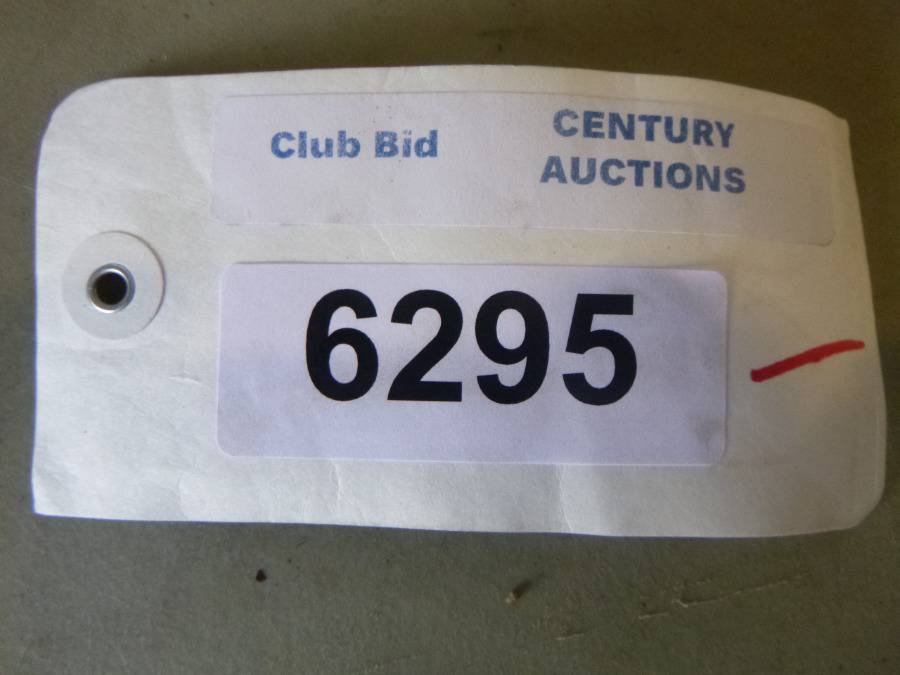 Club Bid
CENTURY
AUCTIONS
6295